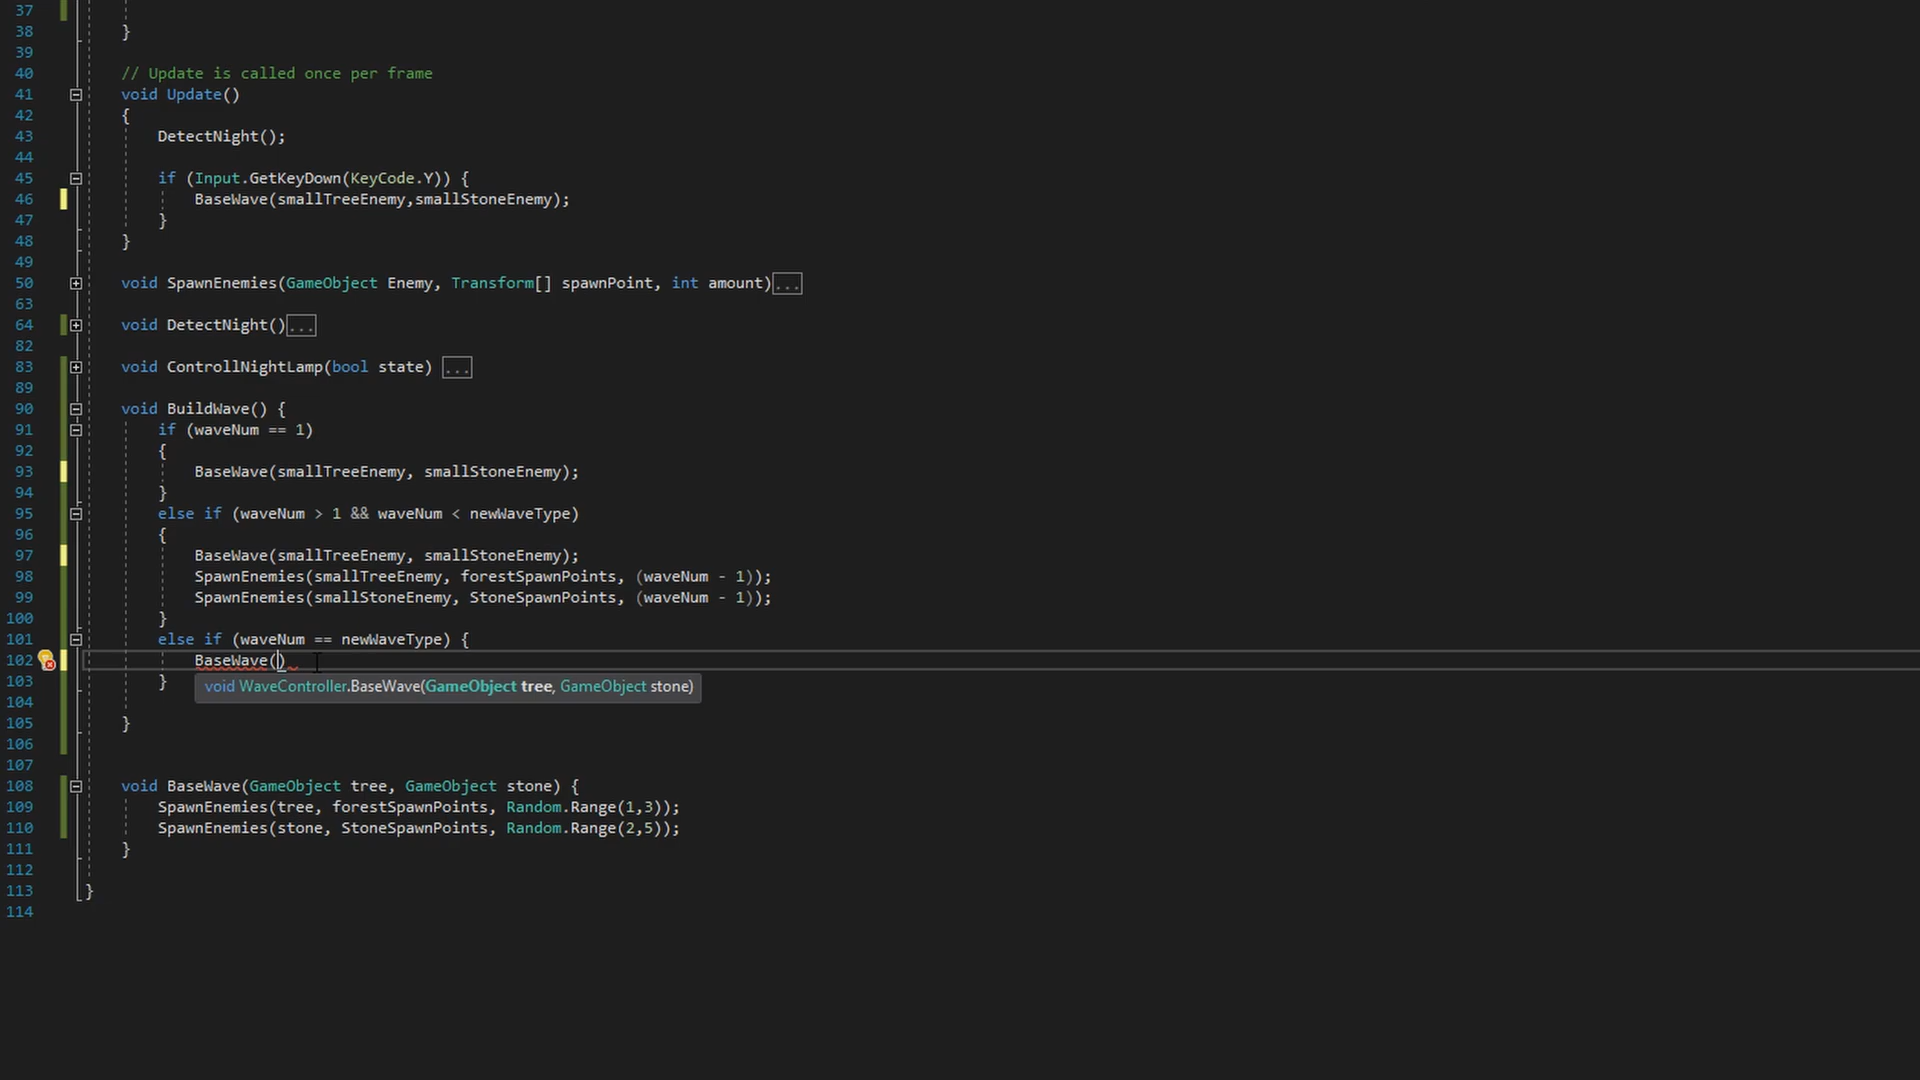 37
38 }
39
40 // Update is called once per frame
41 void Update()
42 {
43 DetectNight();
44
45 if (Input.GetKeyDown(KeyCode.Y)) {
46 BaseWave(smallTreeEnemy,smallStoneEnemy);
47 }
48 }
49
50 void SpawnEnemies(GameObject Enemy, Transform[] spawnPoint, int amount)...
63
64 void DetectNight()...
82
83 void ControllNightLamp(bool state) ...
89
90 void BuildWave() {
91 if (waveNum == 1)
92 {
93 BaseWave(smallTreeEnemy, smallStoneEnemy);
94 }
95 else if (waveNum > 1 && waveNum < newWaveType)
96 {
97 BaseWave(smallTreeEnemy, smallStoneEnemy);
98 SpawnEnemies(smallTreeEnemy, forestSpawnPoints, (waveNum - 1));
99 SpawnEnemies(smallStoneEnemy, StoneSpawnPoints, (waveNum - 1));
100 }
101 else if (waveNum == newWaveType) {
102 BaseWave()
103 }
void WaveController.BaseWave(GameObject tree, GameObject stone)
104
105 }
106
107
108 void BaseWave(GameObject tree, GameObject stone) {
109 SpawnEnemies(tree, forestSpawnPoints, Random.Range(1,3));
110 SpawnEnemies(stone, StoneSpawnPoints, Random.Range(2,5));
111 }
112
113 }
114